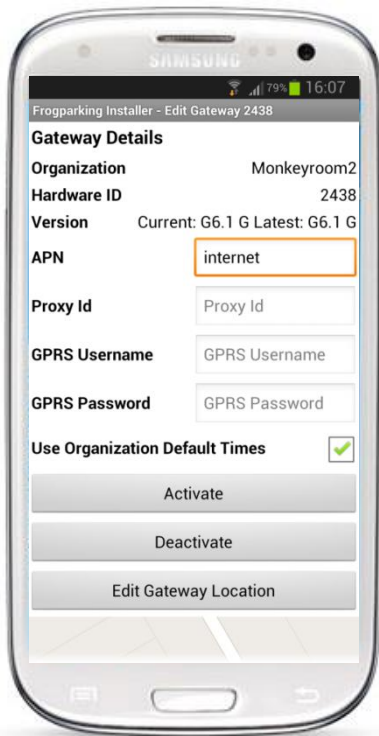 SAMSUNG
79% 16:07
Frogparking Installer - Edit Gateway 2438
Gateway Details
Organization Monkeyroom2
Hardware ID 2438
Version Current: G6.1 G Latest: G6.1 G
APN internet
Proxy Id Proxy Id
GPRS Username GPRS Username
GPRS Password GPRS Password
Use Organization Default Times
Activate
Deactivate
Edit Gateway Location